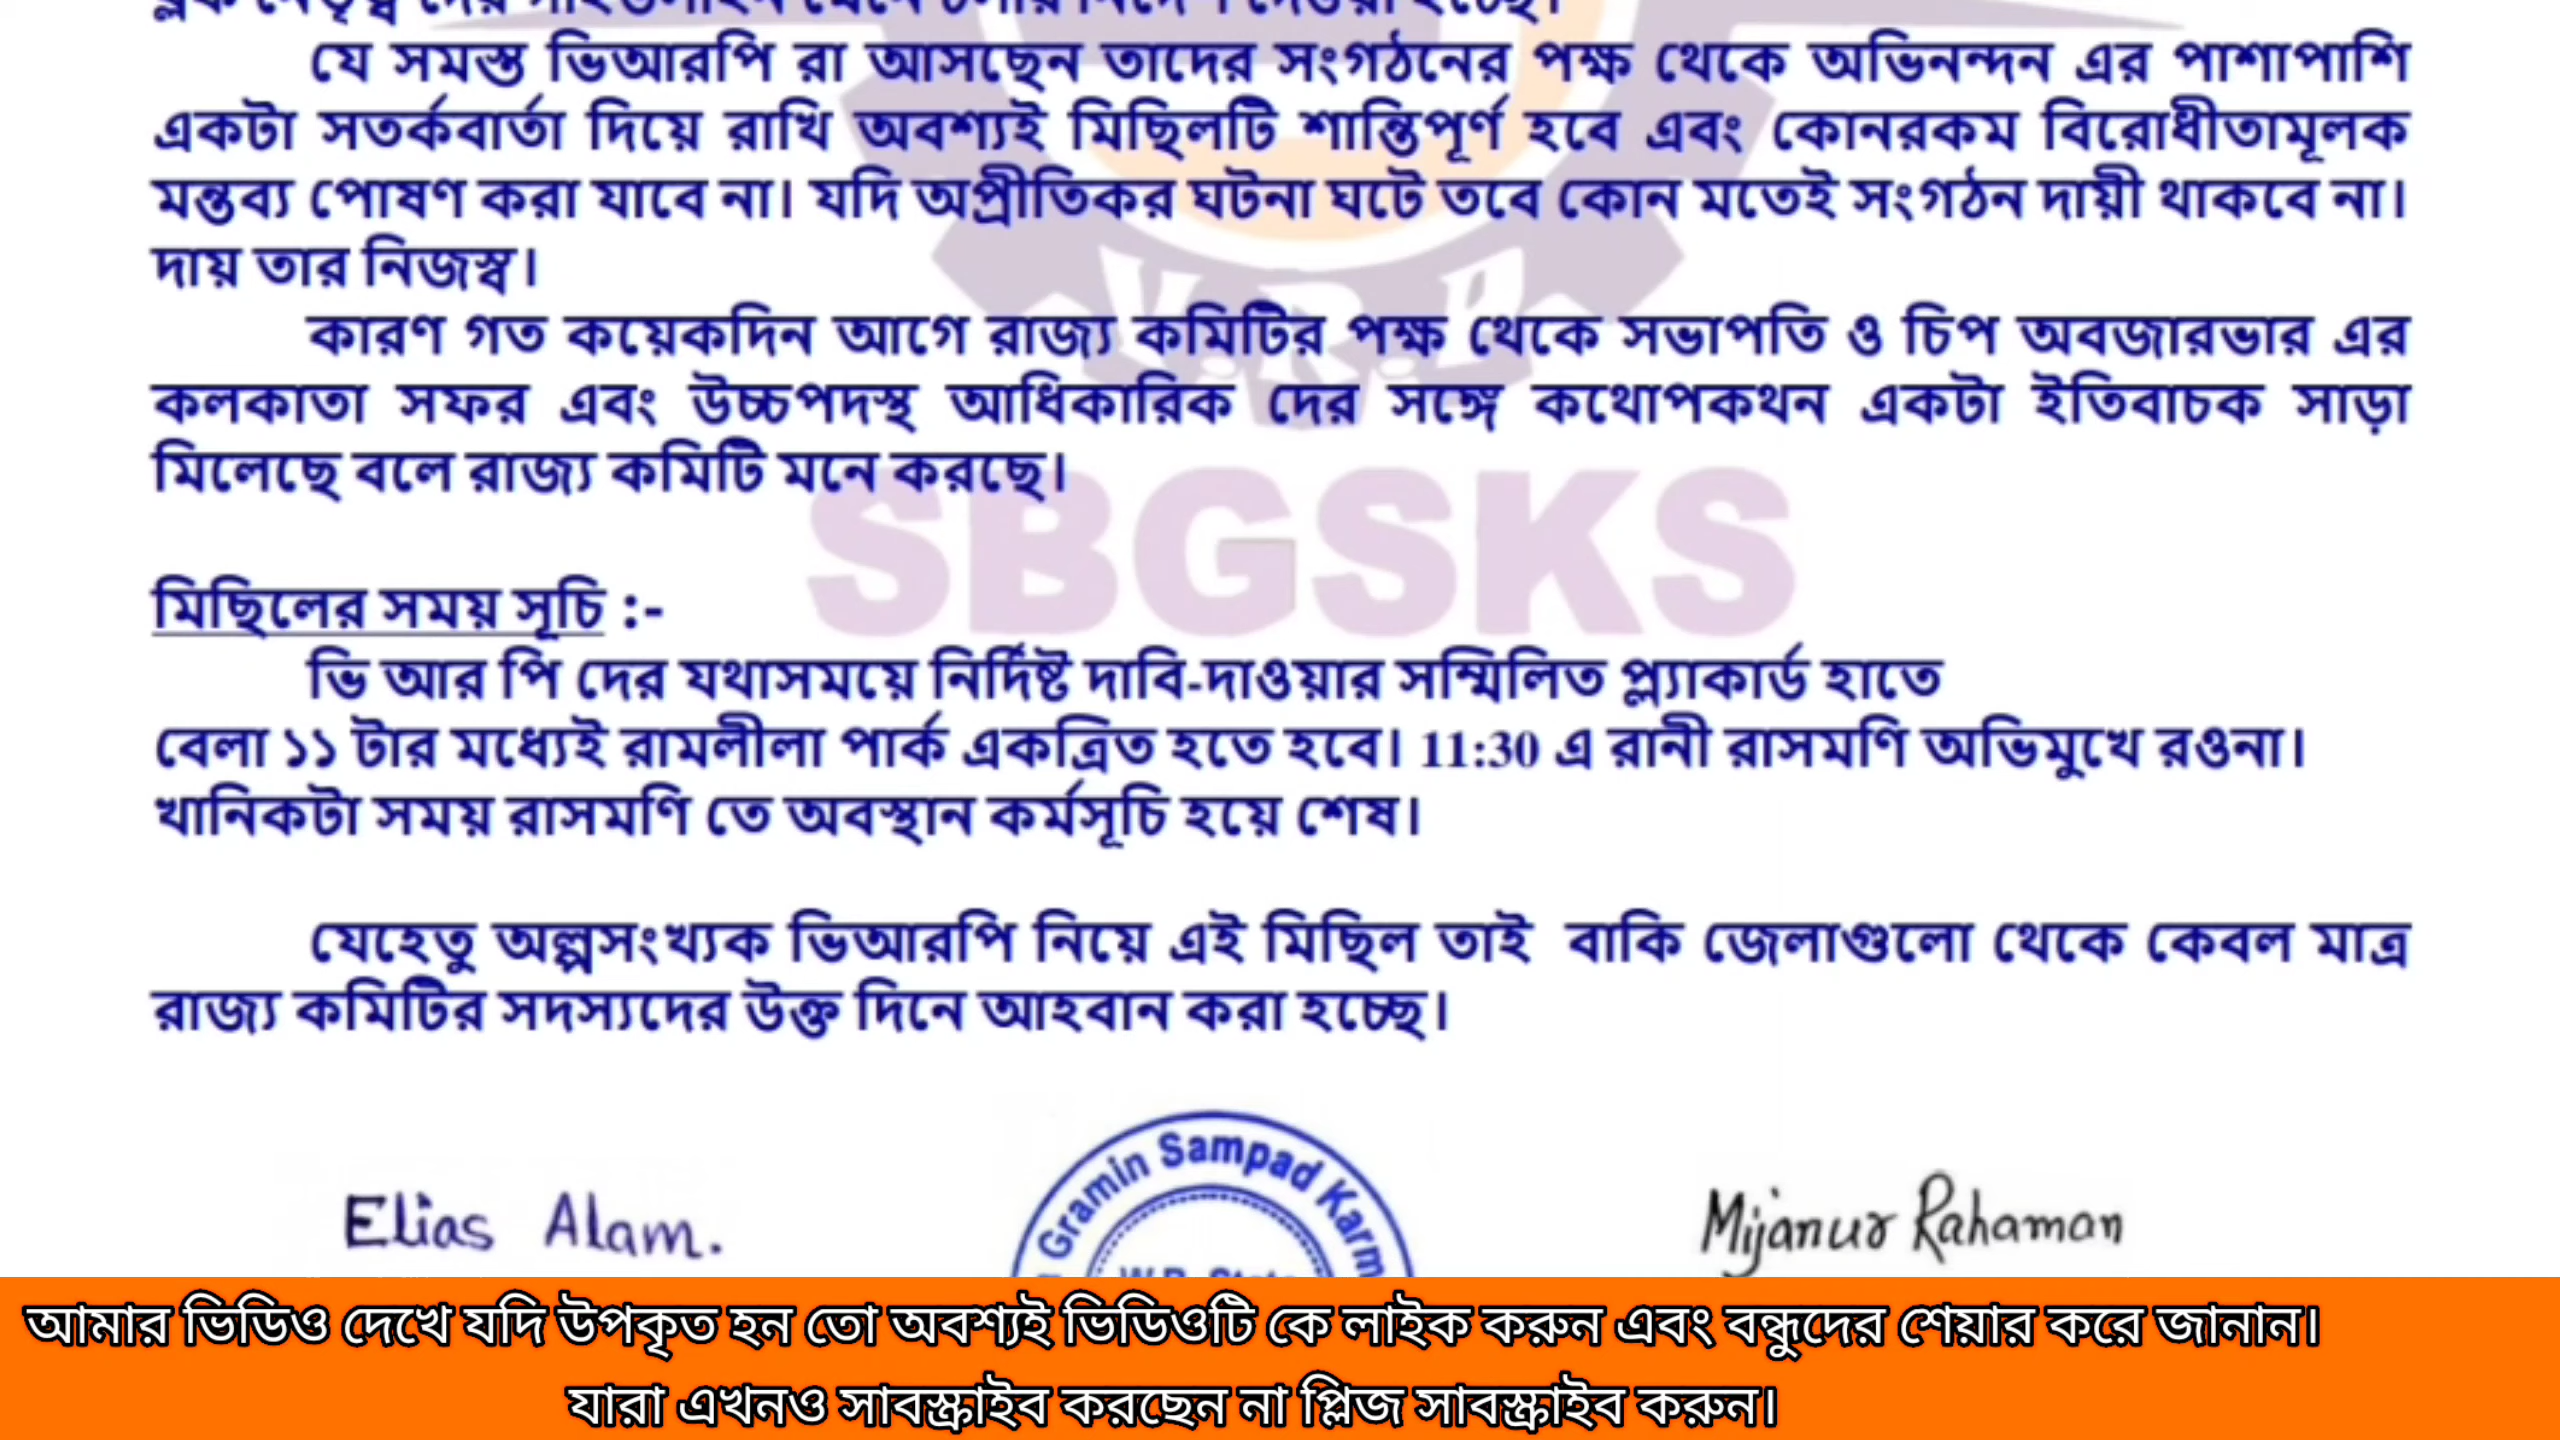 ব্লক নেতৃত্ব দের গাইডলাইন মেনে চলার নির্দেশ দেওয়া হচ্ছে।
যে সমস্ত ভিআরপি রা আসছেন তাদের সংগঠনের পক্ষ থেকে অভিনন্দন এর পাশাপাশি
একটা সতর্কবার্তা দিয়ে রাখি অবশ্যই মিছিলটি শান্তিপূর্ণ হবে এবং কোনরকম বিরোধীতামূলক
মন্তব্য পোষণ করা যাবে না। যদি অপ্রীতিকর ঘটনা ঘটে তবে কোন মতেই সংগঠন দায়ী থাকবে না।
দায় তার নিজস্ব।
কারণ গত কয়েকদিন আগে রাজ্য কমিটির পক্ষ থেকে সভাপতি ও চিপ অবজারভার এর
কলকাতা সফর এবং উচ্চপদস্থ আধিকারিক দের সঙ্গে কথোপকথন একটা ইতিবাচক সাড়া
মিলেছে বলে রাজ্য কমিটি মনে করছে।
V.R.P
SBGSKS
মিছিলের সময় সূচি :-
ভি আর পি দের যথাসময়ে নির্দিষ্ট দাবি-দাওয়ার সম্মিলিত প্ল্যাকার্ড হাতে
বেলা ১১ টার মধ্যেই রামলীলা পার্ক একত্রিত হতে হবে। 11:30 এ রানী রাসমণি অভিমুখে রওনা।
খানিকটা সময় রাসমণি তে অবস্থান কর্মসূচি হয়ে শেষ।
যেহেতু অল্পসংখ্যক ভিআরপি নিয়ে এই মিছিল তাই বাকি জেলাগুলো থেকে কেবল মাত্র
রাজ্য কমিটির সদস্যদের উক্ত দিনে আহবান করা হচ্ছে।
Gramin Sampad Karm
Elias Alam.
Mijanur Rahaman
আমার ভিডিও দেখে যদি উপকৃত হন তো অবশ্যই ভিডিওটি কে লাইক করুন এবং বন্ধুদের শেয়ার করে জানান।
যারা এখনও সাবস্ক্রাইব করছেন না প্লিজ সাবস্ক্রাইব করুন।